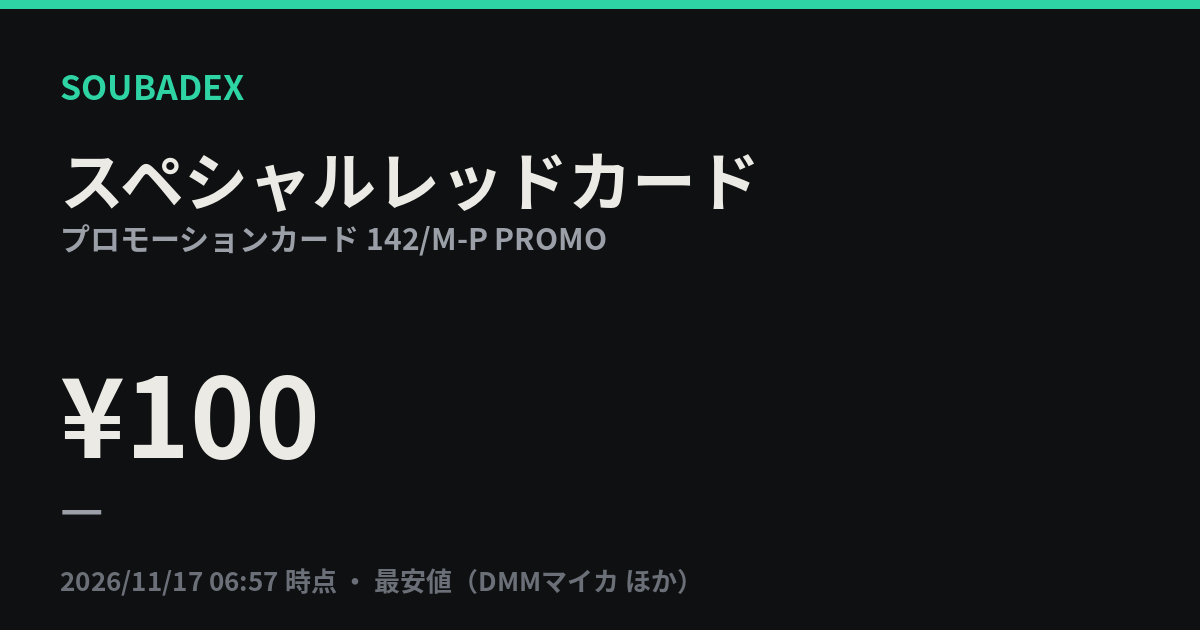 SOUBADEX
スペシャルレッドカード
プロモーションカード 142/M-P PROMO
¥100
—
2026/11/17 06:57 時点 ・ 最安値（DMMマイカ ほか）